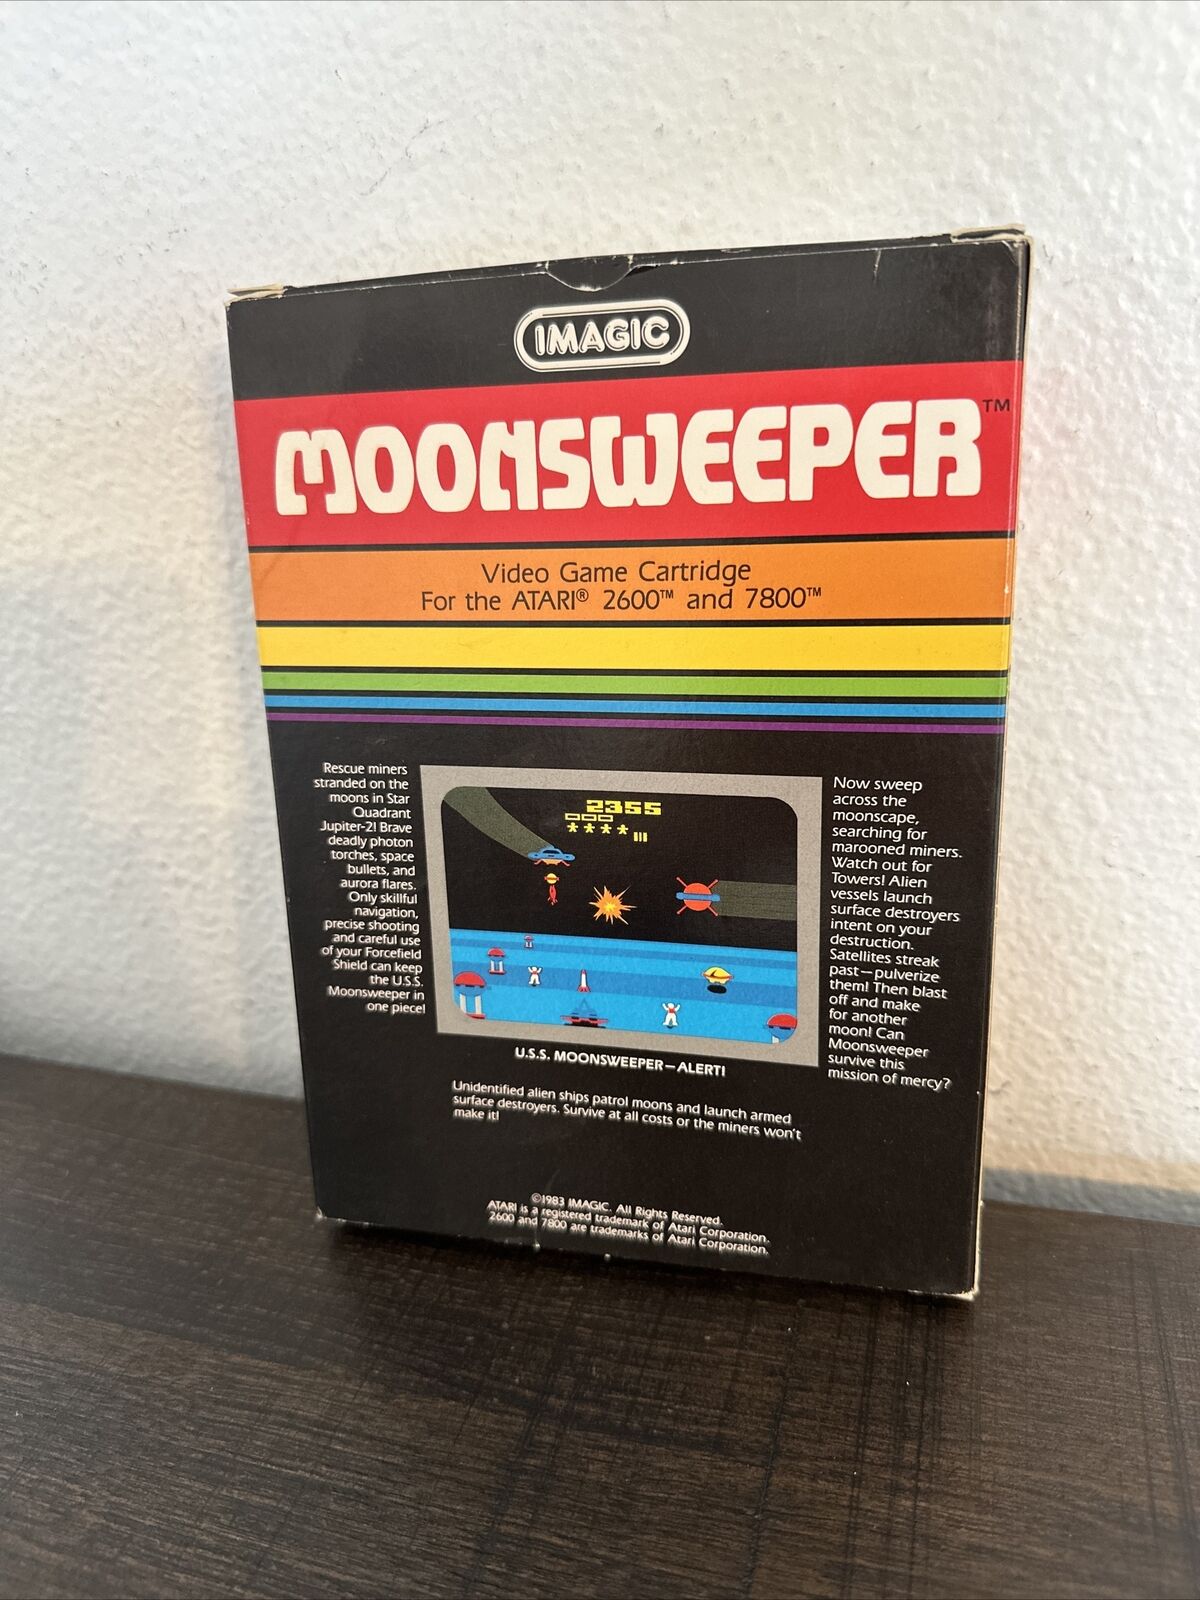 IMAGIC
MOONSWEEPER™
Video Game Cartridge
For the ATARI® 2600™ and 7800™
Rescue miners
stranded on the
moons in Star
Quadrant
Jupiter-2! Brave
deadly photon
torches, space
bullets, and
aurora flares.
Only skillful
navigation,
precise shooting
and careful use
of your Forcefield
Shield can keep
the U.S.S.
Moonsweeper in
one piece!
2355
Now sweep
across the
moonscape,
searching for
marooned miners.
Watch out for
Towers! Alien
vessels launch
surface destroyers
intent on your
destruction.
Satellites streak
past—pulverize
them! Then blast
off and make
for another
moon! Can
Moonsweeper
survive this
mission of mercy?
U.S.S. MOONSWEEPER—ALERT!
Unidentified alien ships patrol moons and launch armed
surface destroyers. Survive at all costs or the miners won't
make it!
©1983 IMAGIC. All Rights Reserved.
ATARI is a registered trademark of Atari Corporation.
2600 and 7800 are trademarks of Atari Corporation.